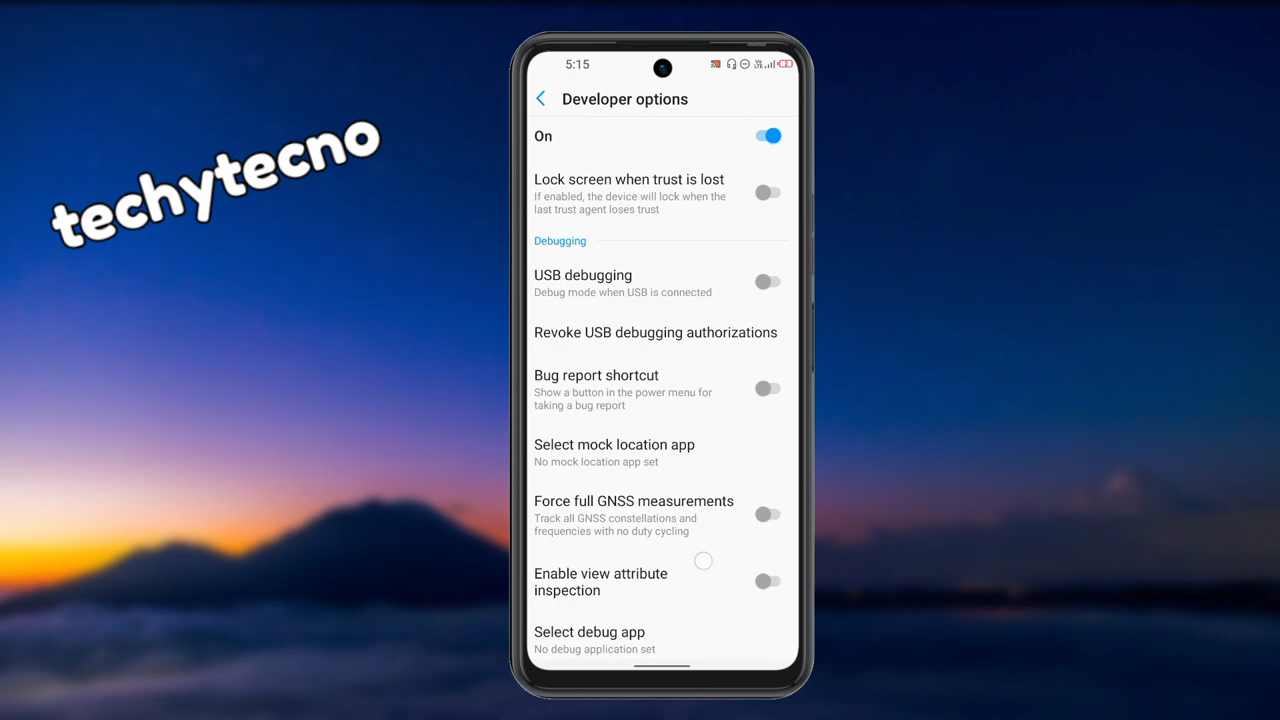 techytecno
5:15
Developer options
On
Lock screen when trust is lost
If enabled, the device will lock when the
last trust agent loses trust
Debugging
USB debugging
Debug mode when USB is connected
Revoke USB debugging authorizations
Bug report shortcut
Show a button in the power menu for
taking a bug report
Select mock location app
No mock location app set
Force full GNSS measurements
Track all GNSS constellations and
frequencies with no duty cycling
Enable view attribute
inspection
Select debug app
No debug application set